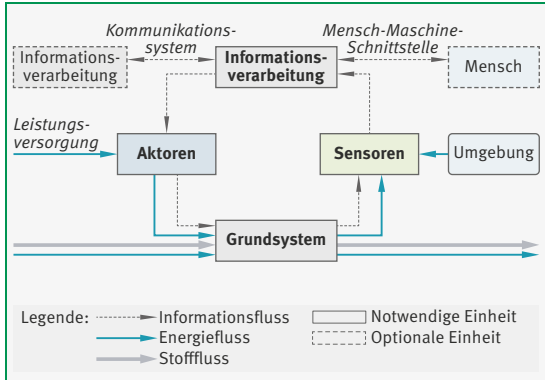 Kommunikations-
system
Mensch-Maschine-
Schnittstelle
Informations-
verarbeitung
Informations-
verarbeitung
Mensch
Leistungs-
versorgung
Aktoren
Sensoren
Umgebung
Grundsystem
Legende:
Informationsfluss
Notwendige Einheit
Energiefluss
Optionale Einheit
Stofffluss